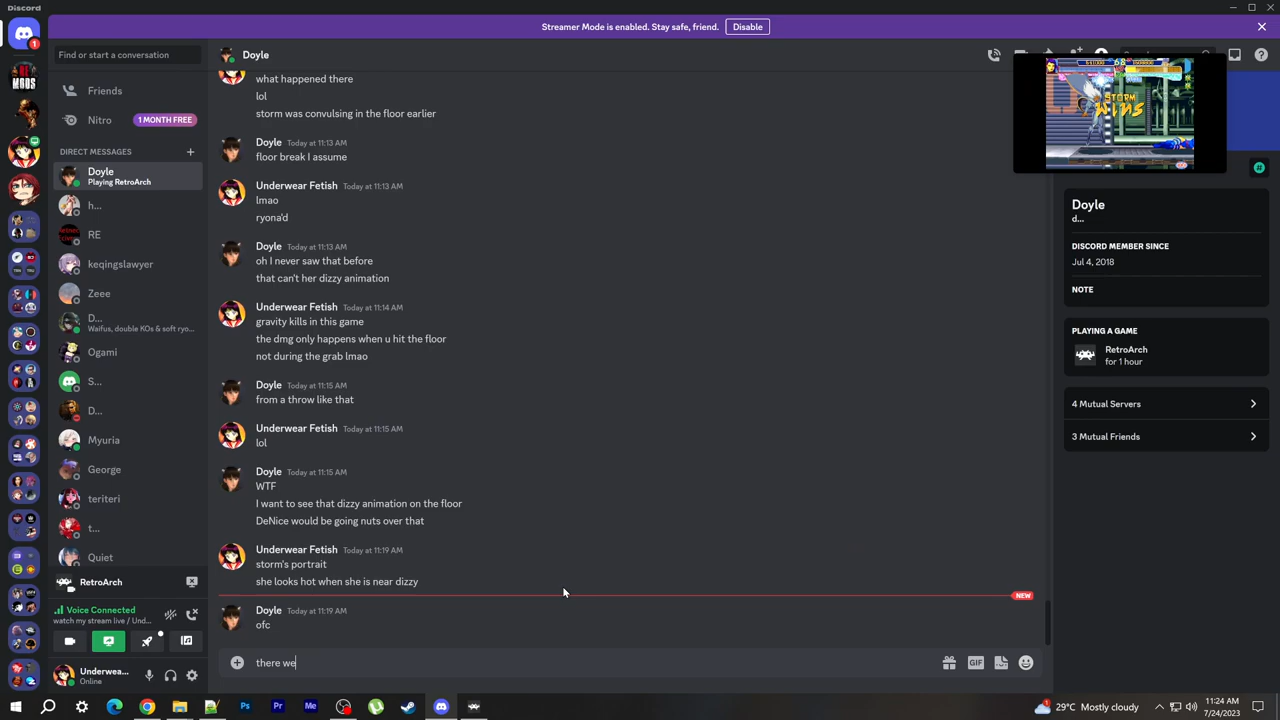 Discord
Streamer Mode is enabled. Stay safe, friend.
Disable
Find or start a conversation
Doyle
1
Friends
Nitro
1 MONTH FREE
DIRECT MESSAGES
Doyle
Playing RetroArch
h...
RE
keqingslawyer
Zeee
D...
Waifus, double KOs & soft ryo...
Ogami
S...
D...
Myuria
George
teriteri
t...
Quiet
RetroArch
Voice Connected
watch my stream live / Und...
Underwea...
Online
what happened there
lol
storm was convulsing n the floor earlier
Doyle Today at 11:13 AM
floor break I assume
Underwear Fetish Today at 11:13 AM
lmao
ryona'd
Doyle Today at 11:13 AM
oh I never saw that before
that can't her dizzy animation
Underwear Fetish Today at 11:14 AM
gravity kills in this game
the dmg only happens when u hit the floor
not during the grab lmao
Doyle Today at 11:15 AM
from a throw like that
Underwear Fetish Today at 11:15 AM
lol
Doyle Today at 11:15 AM
WTF
I want to see that dizzy animation on the floor
DeNice would be going nuts over that
Underwear Fetish Today at 11:19 AM
storm's portrait
she looks hot when she is near dizzy
NEW
Doyle Today at 11:19 AM
ofc
there we
GIF
STORM
WINS
Doyle
d...
DISCORD MEMBER SINCE
Jul 4, 2018
NOTE
PLAYING A GAME
RetroArch
for 1 hour
4 Mutual Servers
3 Mutual Friends
Ps
Pr
Me
29°C Mostly cloudy
11:24 AM
7/24/2023